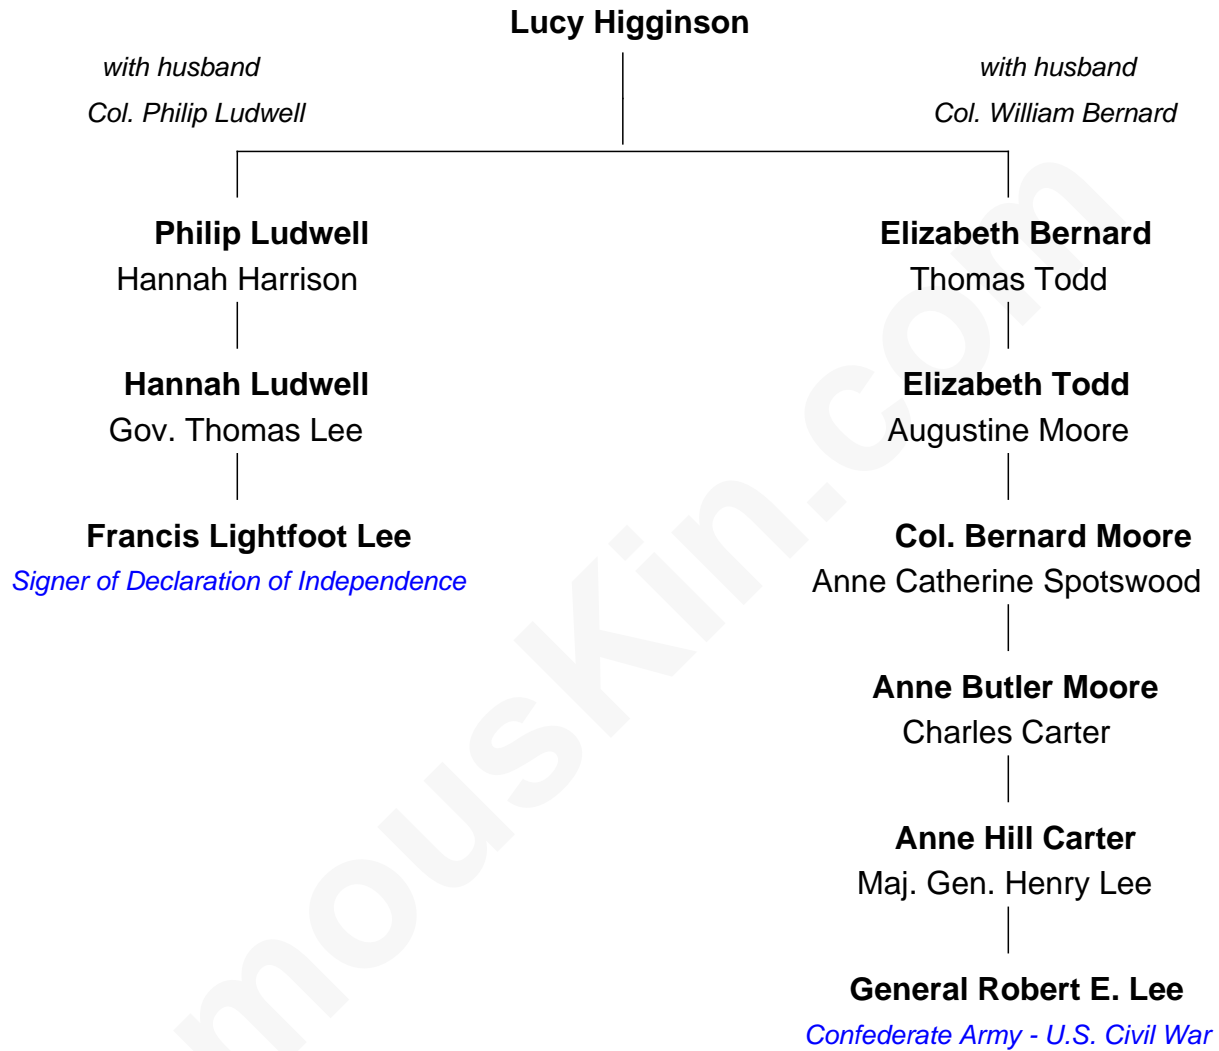 Lucy Higginson
with husband
Col. Philip Ludwell
with husband
Col. William Bernard
Philip Ludwell
Hannah Harrison
Elizabeth Bernard
Thomas Todd
Hannah Ludwell
Gov. Thomas Lee
Elizabeth Todd
Augustine Moore
Francis Lightfoot Lee
Signer of Declaration of Independence
Col. Bernard Moore
Anne Catherine Spotswood
Anne Butler Moore
Charles Carter
Anne Hill Carter
Maj. Gen. Henry Lee
General Robert E. Lee
Confederate Army - U.S. Civil War
mouskin.com